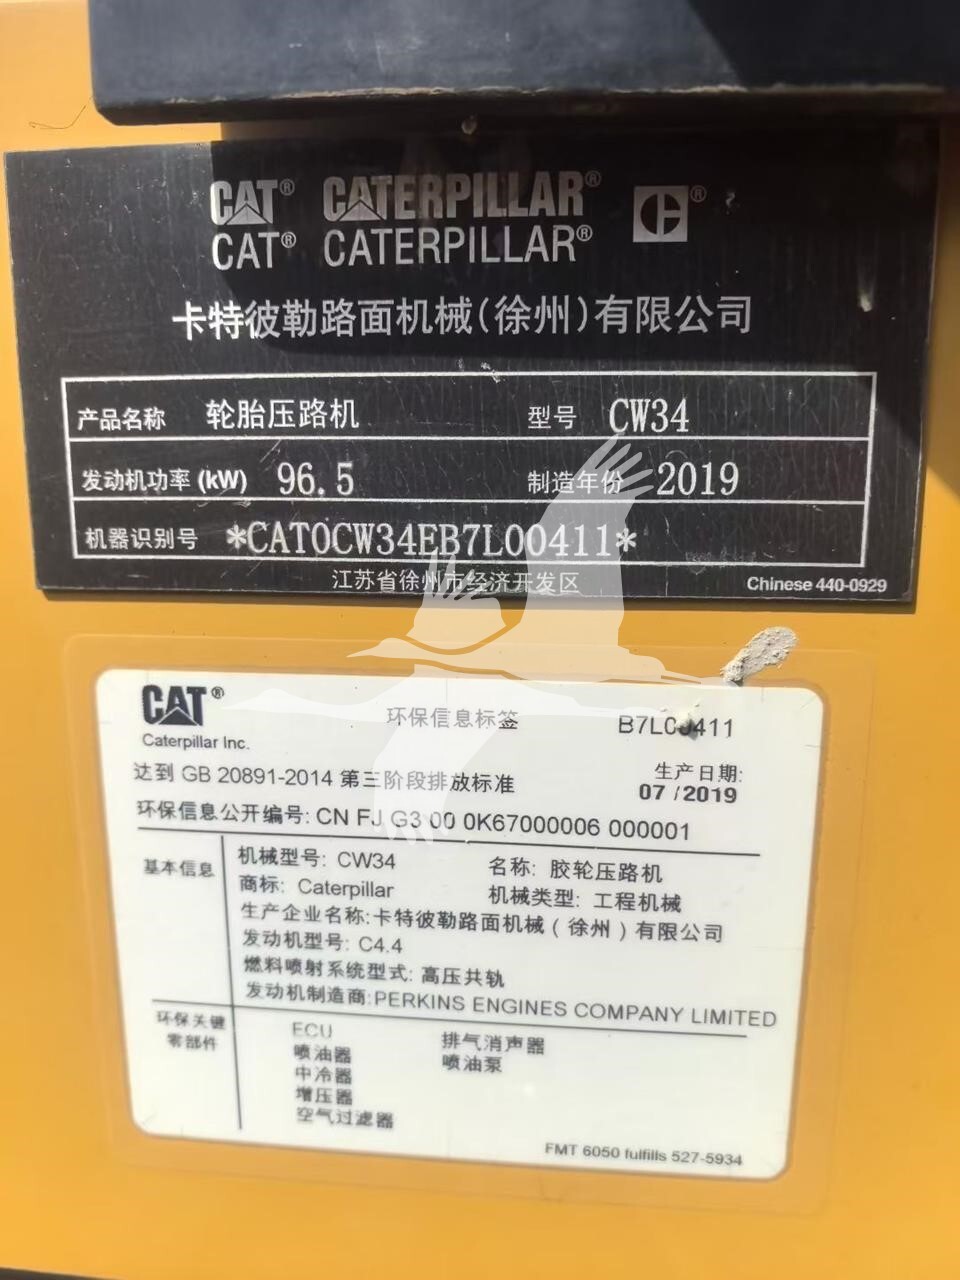 CAT® CATERPILLAR® ®
CAT® CATERPILLAR®
卡特彼勒路面机械(徐州)有限公司
产品名称 轮胎压路机 型号 CW34
发动机功率(kW) 96.5 制造年份 2019
机器识别号 *CAT0CW34EB7L00411*
江苏省徐州市经济开发区 Chinese 440-0929
CAT® 环保信息标签 B7L00411
Caterpillar Inc.
达到 GB 20891-2014 第三阶段排放标准 生产日期:
07 /2019
环保信息公开编号: CN FJ G3 00 0K67000006 000001
基本信息 机械型号: CW34 名称: 胶轮压路机
商标: Caterpillar 机械类型: 工程机械
生产企业名称:卡特彼勒路面机械(徐州)有限公司
发动机型号: C4.4
燃料喷射系统型式: 高压共轨
发动机制造商:PERKINS ENGINES COMPANY LIMITED
环保关键零部件 ECU 排气消声器
喷油器 喷油泵
中冷器
增压器
空气过滤器
FMT 6050 fulfills 527-5934